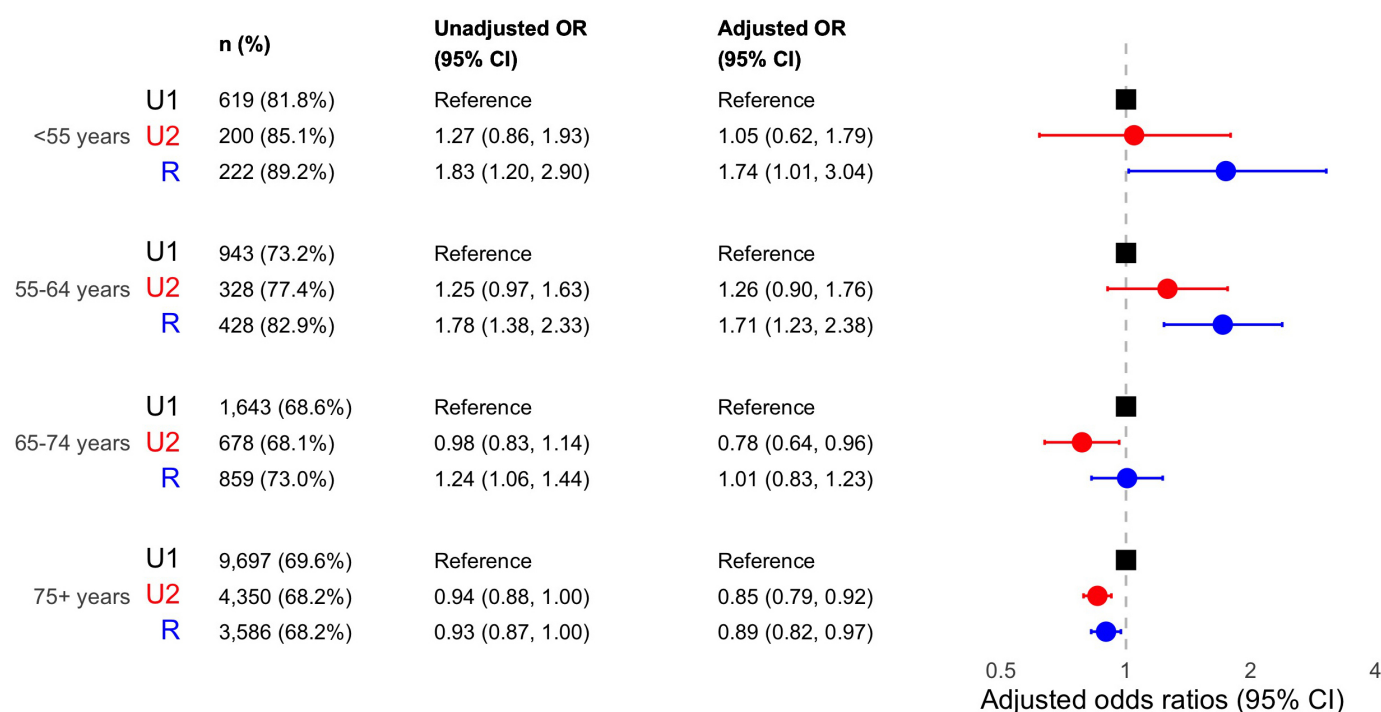 n (%) Unadjusted OR (95% CI) Adjusted OR (95% CI)
U1 619 (81.8%) Reference Reference
<55 years U2 200 (85.1%) 1.27 (0.86, 1.93) 1.05 (0.62, 1.79)
R 222 (89.2%) 1.83 (1.20, 2.90) 1.74 (1.01, 3.04)
U1 943 (73.2%) Reference Reference
55-64 years U2 328 (77.4%) 1.25 (0.97, 1.63) 1.26 (0.90, 1.76)
R 428 (82.9%) 1.78 (1.38, 2.33) 1.71 (1.23, 2.38)
U1 1,643 (68.6%) Reference Reference
65-74 years U2 678 (68.1%) 0.98 (0.83, 1.14) 0.78 (0.64, 0.96)
R 859 (73.0%) 1.24 (1.06, 1.44) 1.01 (0.83, 1.23)
U1 9,697 (69.6%) Reference Reference
75+ years U2 4,350 (68.2%) 0.94 (0.88, 1.00) 0.85 (0.79, 0.92)
R 3,586 (68.2%) 0.93 (0.87, 1.00) 0.89 (0.82, 0.97)
0.5 1 2 4
Adjusted odds ratios (95% CI)